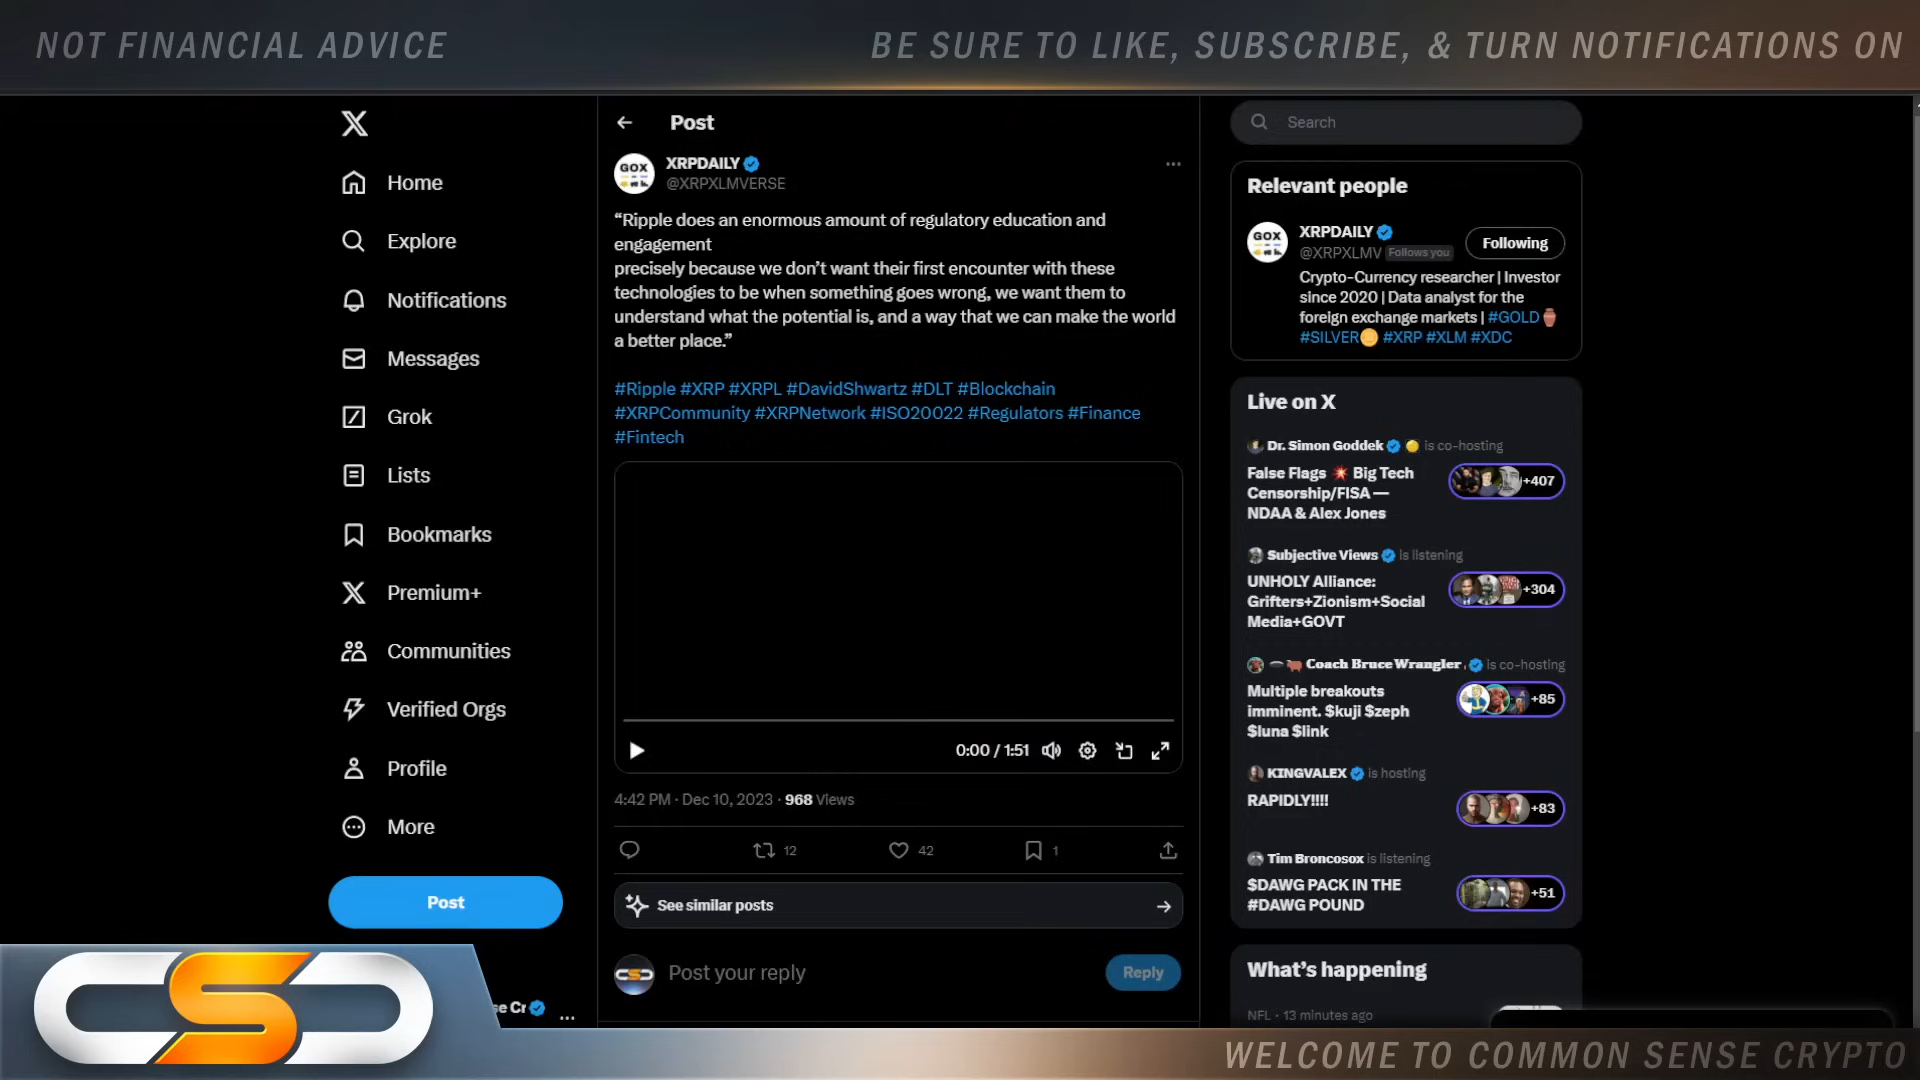 NOT FINANCIAL ADVICE
BE SURE TO LIKE, SUBSCRIBE, & TURN NOTIFICATIONS ON
Home
Explore
Notifications
Messages
Grok
Lists
Bookmarks
Premium+
Communities
Verified Orgs
Profile
More
Post
se Cr
...
Post
GOX
XRPDAILY
@XRPXLMVERSE
“Ripple does an enormous amount of regulatory education and
engagement
precisely because we don’t want their first encounter with these
technologies to be when something goes wrong, we want them to
understand what the potential is, and a way that we can make the world
a better place.”
#Ripple #XRP #XRPL #DavidShwartz #DLT #Blockchain
#XRPCommunity #XRPNetwork #ISO20022 #Regulators #Finance
#Fintech
0:00 / 1:51
4:42 PM · Dec 10, 2023 · 968 Views
12
42
1
See similar posts
CSC
Post your reply
Reply
Search
Relevant people
GOX
XRPDAILY
@XRPXLMV Follows you
Following
Crypto-Currency researcher | Investor
since 2020 | Data analyst for the
foreign exchange markets | #GOLD
#SILVER #XRP #XLM #XDC
Live on X
Dr. Simon Goddek is co-hosting
False Flags 💥 Big Tech
Censorship/FISA —
NDAA & Alex Jones
+407
Subjective Views is listening
UNHOLY Alliance:
Grifters+Zionism+Social
Media+GOVT
+304
Coach Bruce Wrangler is co-hosting
Multiple breakouts
imminent. $kuji $zeph
$luna $link
+85
KINGVALEX is hosting
RAPIDLY!!!!
+83
Tim Broncosox is listening
$DAWG PACK IN THE
#DAWG POUND
+51
What’s happening
NFL · 13 minutes ago
CSC
WELCOME TO COMMON SENSE CRYPTO